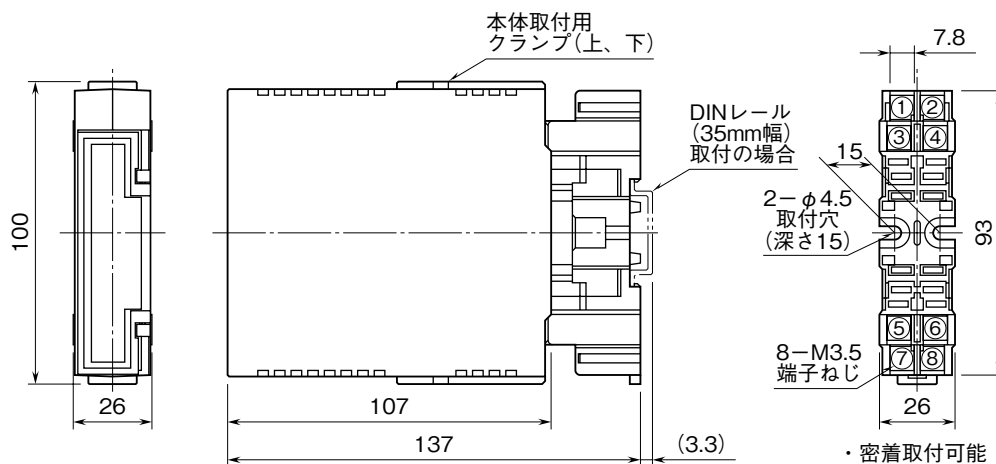 本体取付用
クランプ(上、下)
7.8
DINレール
(35mm幅)
取付の場合
① ②
③ ④
15
2－φ4.5
取付穴
(深さ15)
100
93
⑤ ⑥
8－M3.5
端子ねじ
⑦ ⑧
26
107
26
137
(3.3)
・密着取付可能